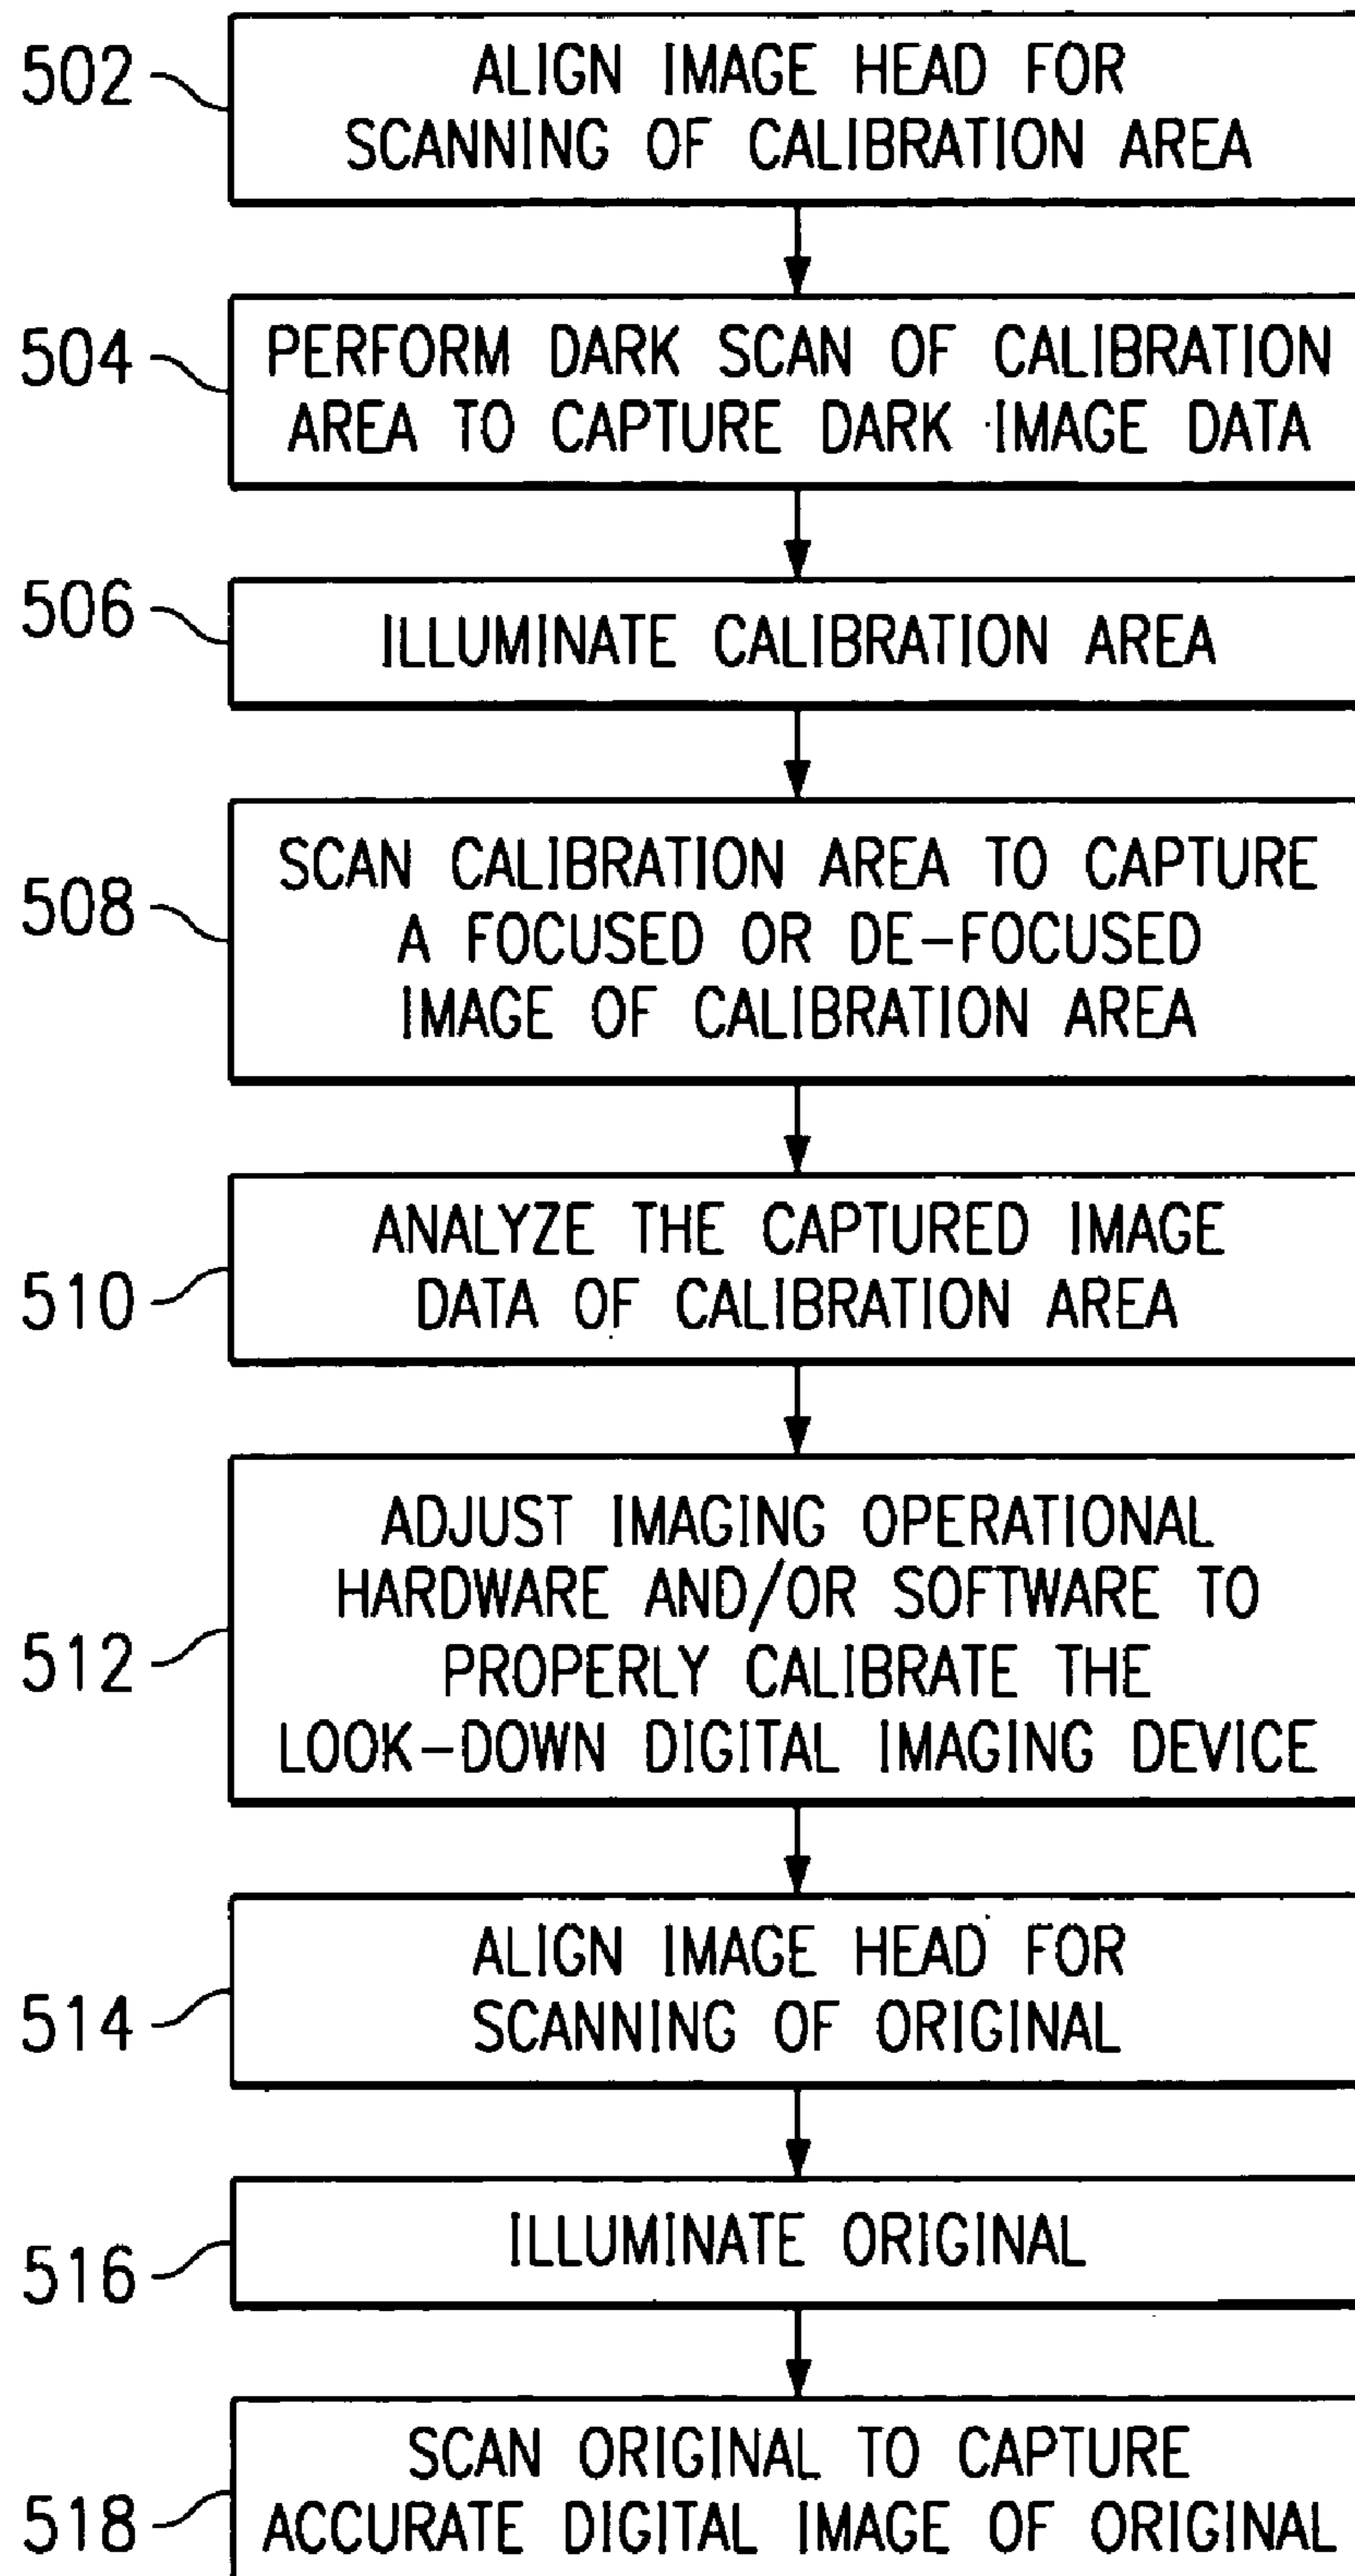 502
ALIGN IMAGE HEAD FOR
SCANNING OF CALIBRATION AREA
504
PERFORM DARK SCAN OF CALIBRATION
AREA TO CAPTURE DARK IMAGE DATA
506
ILLUMINATE CALIBRATION AREA
508
SCAN CALIBRATION AREA TO CAPTURE
A FOCUSED OR DE-FOCUSED
IMAGE OF CALIBRATION AREA
510
ANALYZE THE CAPTURED IMAGE
DATA OF CALIBRATION AREA
512
ADJUST IMAGING OPERATIONAL
HARDWARE AND/OR SOFTWARE TO
PROPERLY CALIBRATE THE
LOOK-DOWN DIGITAL IMAGING DEVICE
514
ALIGN IMAGE HEAD FOR
SCANNING OF ORIGINAL
516
ILLUMINATE ORIGINAL
518
SCAN ORIGINAL TO CAPTURE
ACCURATE DIGITAL IMAGE OF ORIGINAL